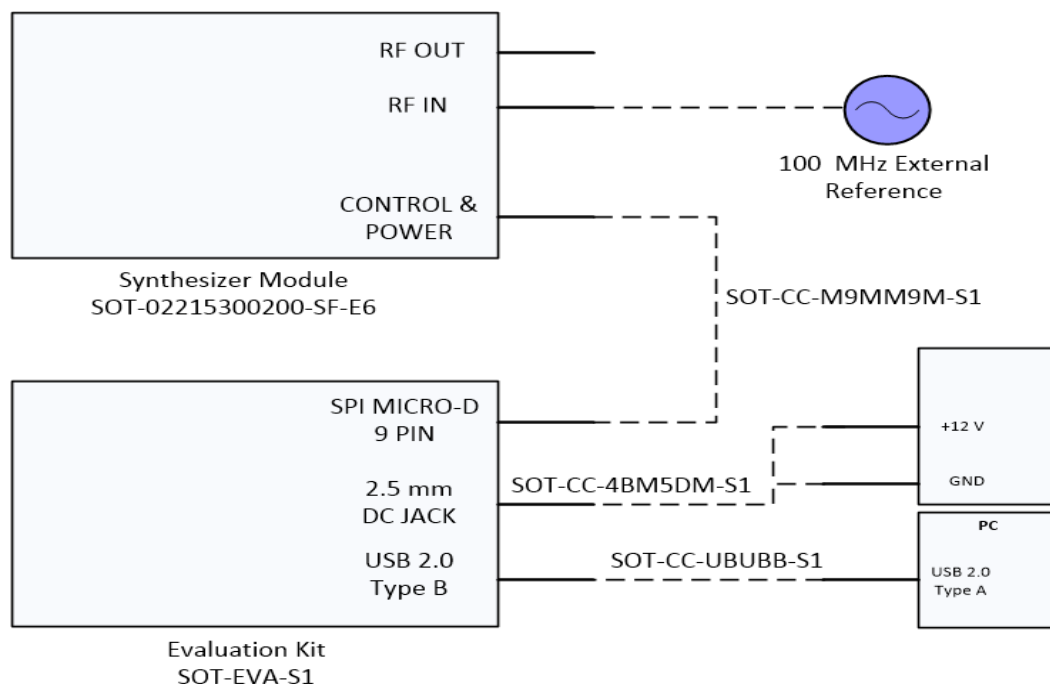 RF OUT
RF IN
100 MHz External
Reference
CONTROL &
POWER
Synthesizer Module
SOT-02215300200-SF-E6
SOT-CC-M9MM9M-S1
SPI MICRO-D
9 PIN
+12 V
2.5 mm
DC JACK
SOT-CC-4BM5DM-S1
GND
PC
USB 2.0
Type B
SOT-CC-UBUBB-S1
USB 2.0
Type A
Evaluation Kit
SOT-EVA-S1